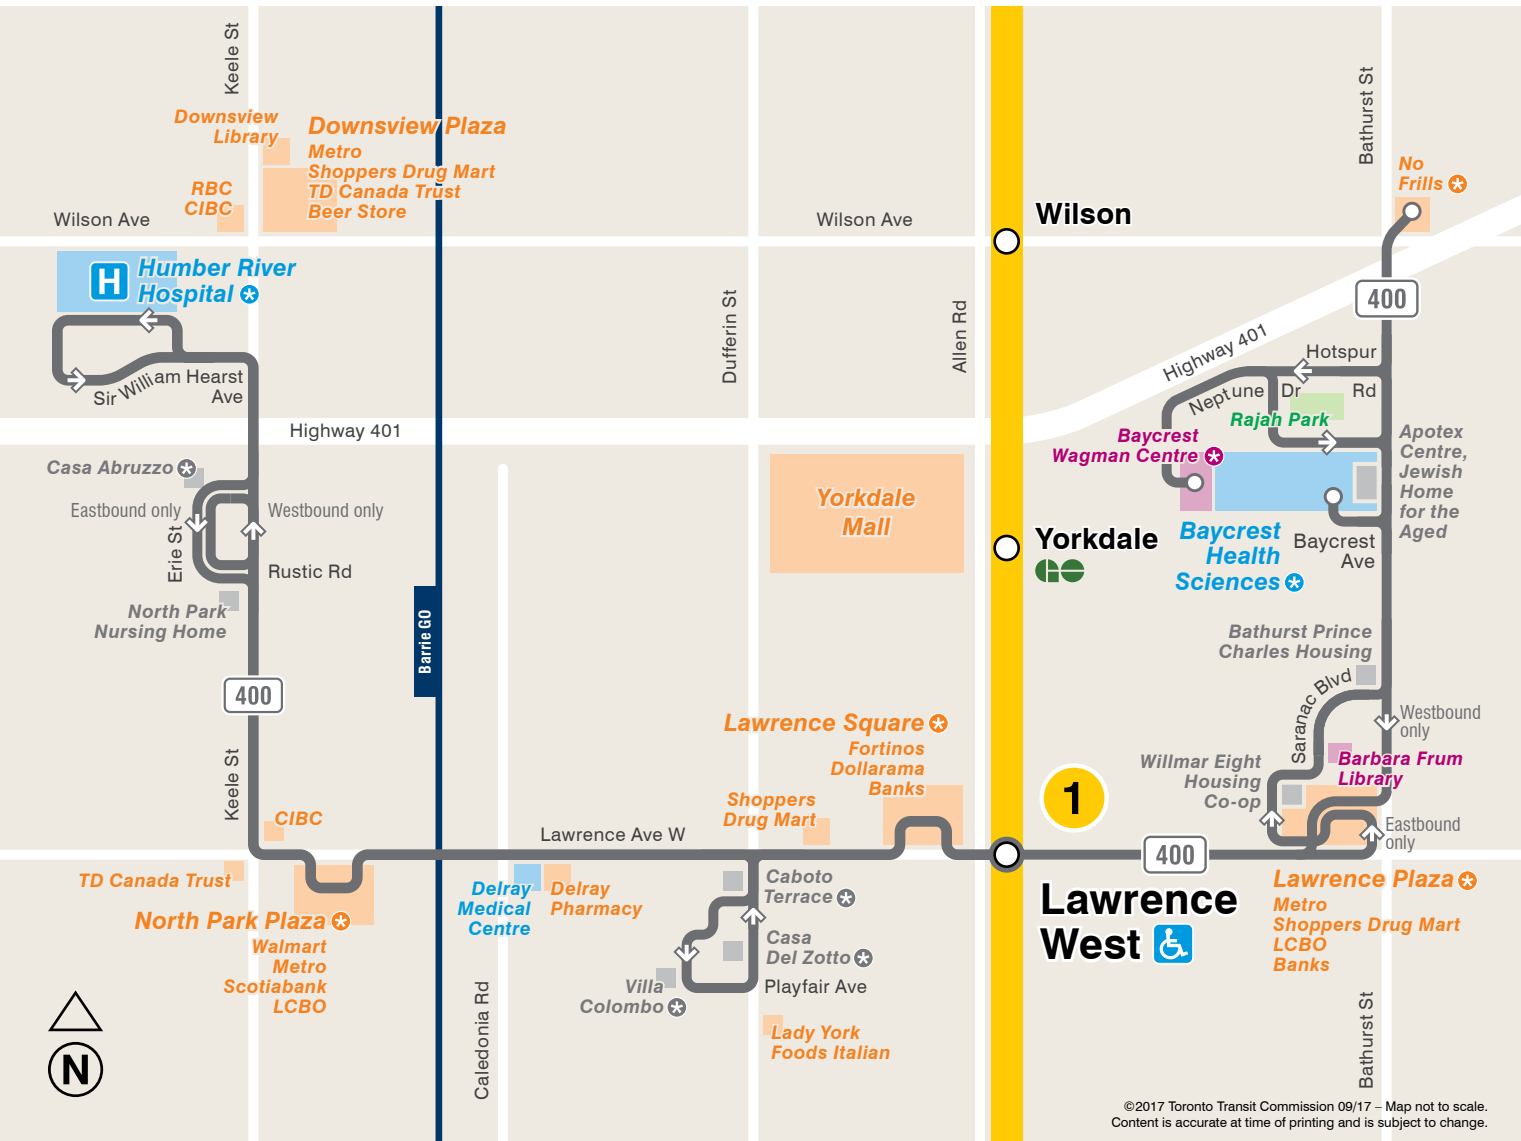 Keele St
Downsview
Library
Downsview Plaza
Metro
Shoppers Drug Mart
TD Canada Trust
Beer Store
RBC
CIBC
Wilson Ave
Wilson Ave
Wilson
Bathurst St
No
Frills
400
H
Humber River
Hospital
Sir William Hearst
Ave
Dufferin St
Allen Rd
Highway 401
Hotspur
Rd
Neptune Dr
Rajah Park
Highway 401
Baycrest
Wagman Centre
Apotex
Centre,
Jewish
Home
for the
Aged
Casa Abruzzo
Eastbound only
Westbound only
Erie St
Rustic Rd
North Park
Nursing Home
Yorkdale
Mall
Yorkdale
GO
Baycrest
Health
Sciences
Baycrest
Ave
Barrie GO
Bathurst Prince
Charles Housing
400
Saranac Blvd
Westbound
only
Lawrence Square
Fortinos
Dollarama
Banks
Shoppers
Drug Mart
Willmar Eight
Housing
Co-op
Barbara Frum
Library
Keele St
CIBC
1
Lawrence Ave W
400
Eastbound
only
TD Canada Trust
North Park Plaza
Walmart
Metro
Scotiabank
LCBO
Delray
Medical
Centre
Delray
Pharmacy
Caboto
Terrace
Casa
Del Zotto
Villa
Colombo
Playfair Ave
Lady York
Foods Italian
Lawrence
West
Lawrence Plaza
Metro
Shoppers Drug Mart
LCBO
Banks
Caledonia Rd
Bathurst St
N
©2017 Toronto Transit Commission 09/17 – Map not to scale.
Content is accurate at time of printing and is subject to change.